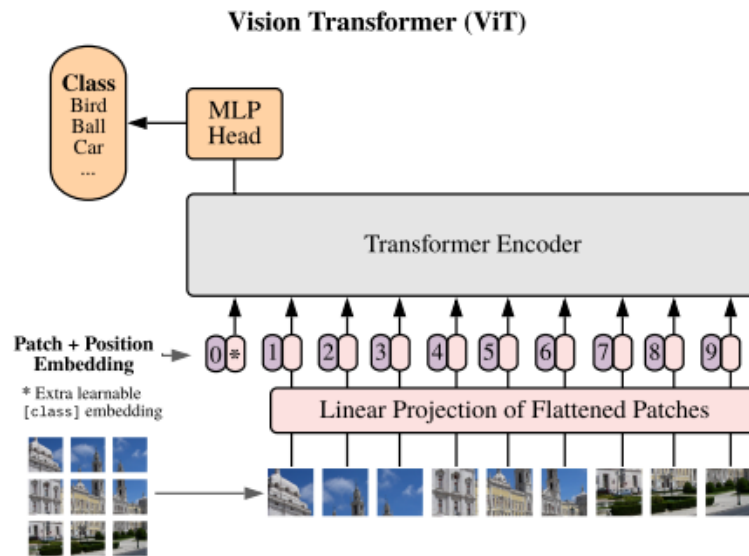 Vision Transformer (ViT)
Class
Bird
Ball
Car
...
MLP
Head
Transformer Encoder
Patch + Position
Embedding
0 * 1 2 3 4 5 6 7 8 9
* Extra learnable
[class] embedding
Linear Projection of Flattened Patches